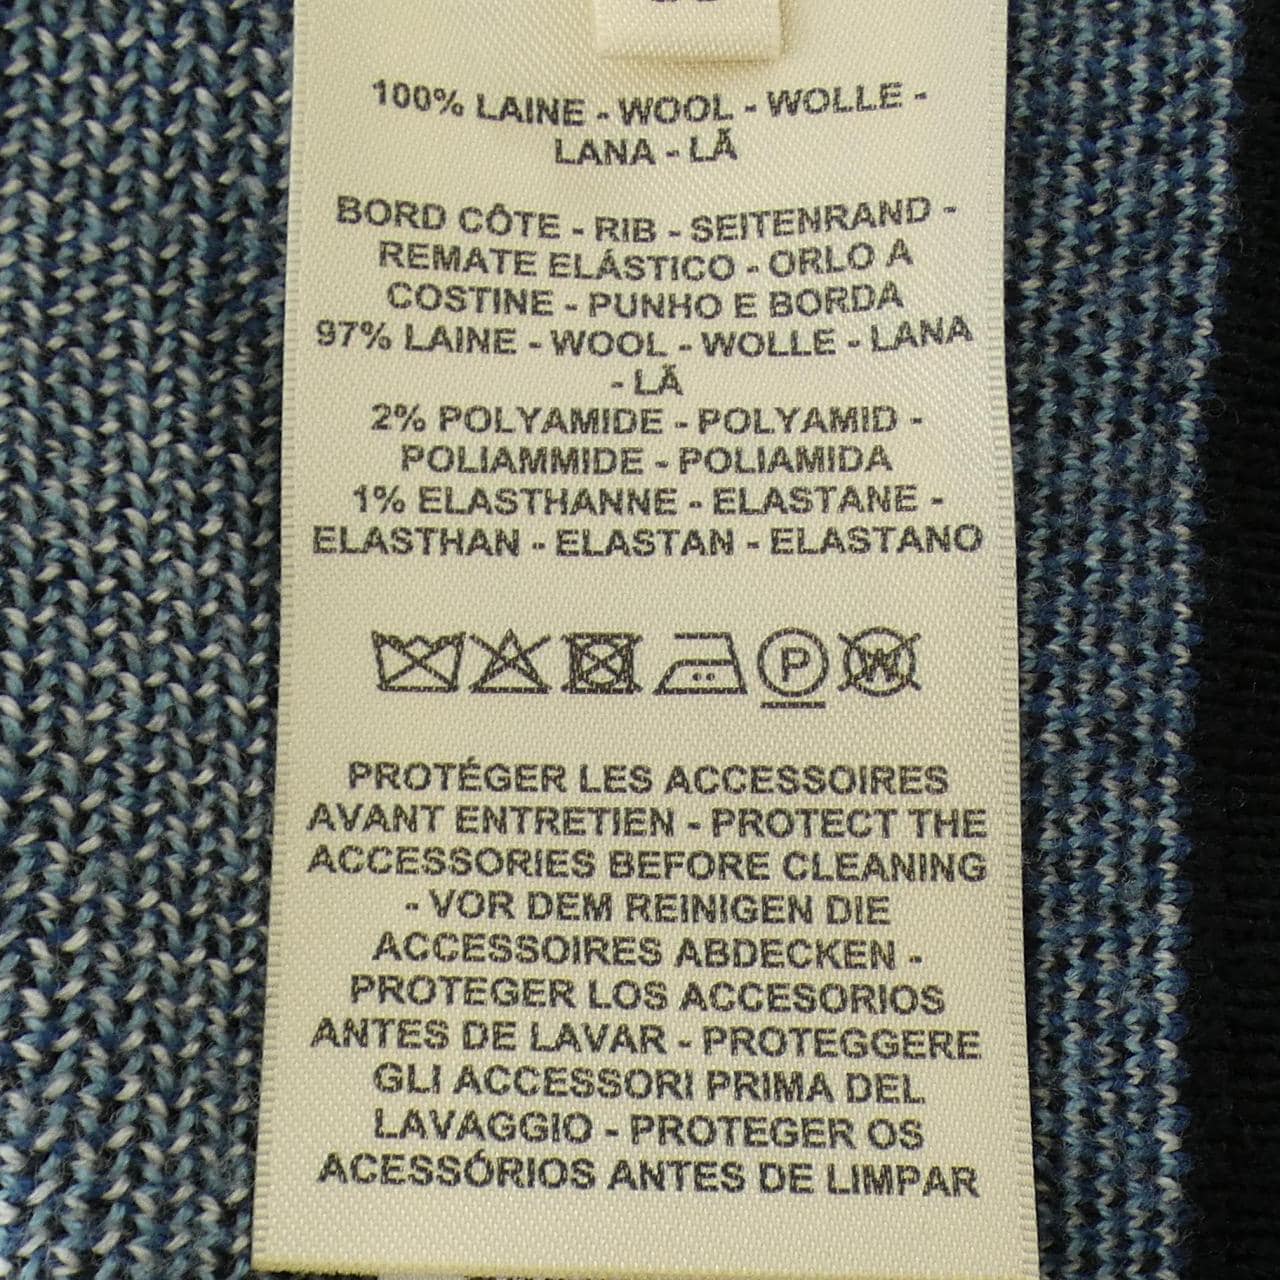 100% LAINE - WOOL - WOLLE -
LANA - LÃ
BORD CÔTE - RIB - SEITENRAND -
REMATE ELÁSTICO - ORLO A
COSTINE - PUNHO E BORDA
97% LAINE - WOOL - WOLLE - LANA
- LÃ
2% POLYAMIDE - POLYAMID -
POLIAMMIDE - POLIAMIDA
1% ELASTHANNE - ELASTANE -
ELASTHAN - ELASTAN - ELASTANO
P W
PROTÉGER LES ACCESSOIRES
AVANT ENTRETIEN - PROTECT THE
ACCESSORIES BEFORE CLEANING
- VOR DEM REINIGEN DIE
ACCESSOIRES ABDECKEN -
PROTEGER LOS ACCESORIOS
ANTES DE LAVAR - PROTEGGERE
GLI ACCESSORI PRIMA DEL
LAVAGGIO - PROTEGER OS
ACESSÓRIOS ANTES DE LIMPAR